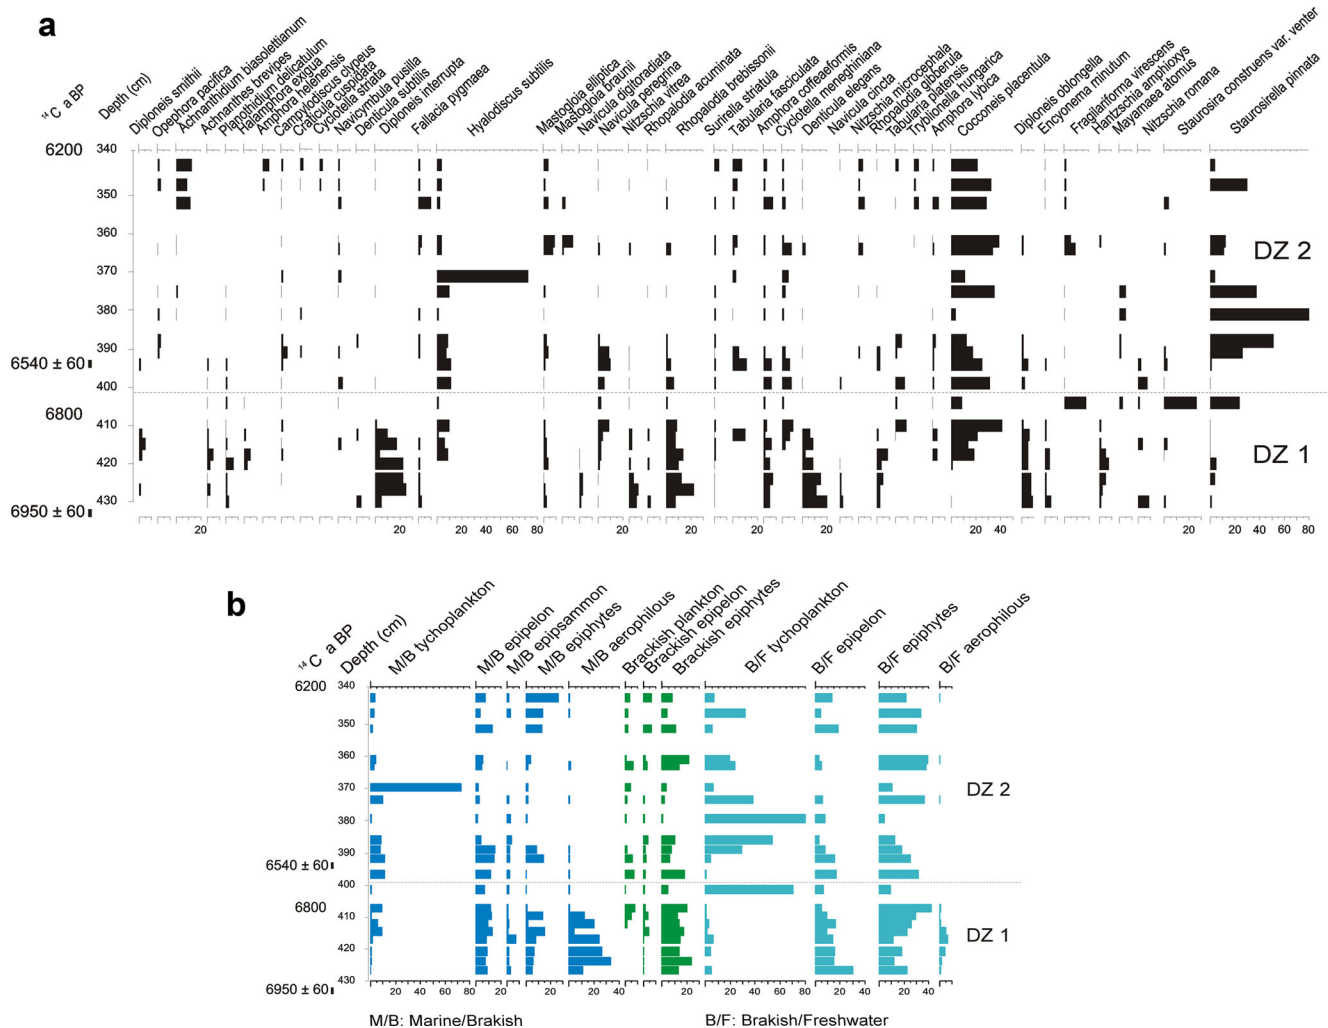 a
¹⁴C a BP
Depth (cm)
Diploneis smithii
Opephora pacifica
Achnanthidium biasolettianum
Achnanthes brevipes
Planothidium delicatulum
Halamphora exigua
Amphora helenensis
Campylodiscus clypeus
Craticula cuspidata
Cyclotella striata
Navicymbula pusilla
Denticula subtilis
Diploneis interrupta
Fallacia pygmaea
Hyalodiscus subtilis
Mastogloia elliptica
Mastogloia braunii
Navicula digitoradiata
Navicula peregrina
Nitzschia vitrea
Rhopalodia acuminata
Rhopalodia brebissonii
Surirella striatula
Tabularia fasciculata
Amphora coffeaeformis
Cyclotella meneghiniana
Denticula elegans
Navicula cincta
Nitzschia microcephala
Rhopalodia gibberula
Tabularia platensis
Tryblionella hungarica
Amphora lybica
Cocconeis placentula
Diploneis oblongella
Encyonema minutum
Fragilariforma virescens
Hantzschia amphioxys
Mayamaea atomus
Nitzschia romana
Staurosira construens var. venter
Staurosirella pinnata
6200
6540 ± 60
6800
6950 ± 60
340
350
360
370
380
390
400
410
420
430
DZ 2
DZ 1
20 20 20 40 60 80 20 20 20 20 20 40 20 20 40 60 80
b
¹⁴C a BP
Depth (cm)
M/B tychoplankton
M/B epipelon
M/B epipsammon
M/B epiphytes
M/B aerophilous
Brackish plankton
Brackish epipelon
Brackish epiphytes
B/F tychoplankton
B/F epipelon
B/F epiphytes
B/F aerophilous
6200
6540 ± 60
6800
6950 ± 60
340
350
360
370
380
390
400
410
420
430
DZ 2
DZ 1
20 40 60 80 20 20 20 40 20 20 40 60 80 20 40 20 40
M/B: Marine/Brakish
B/F: Brakish/Freshwater